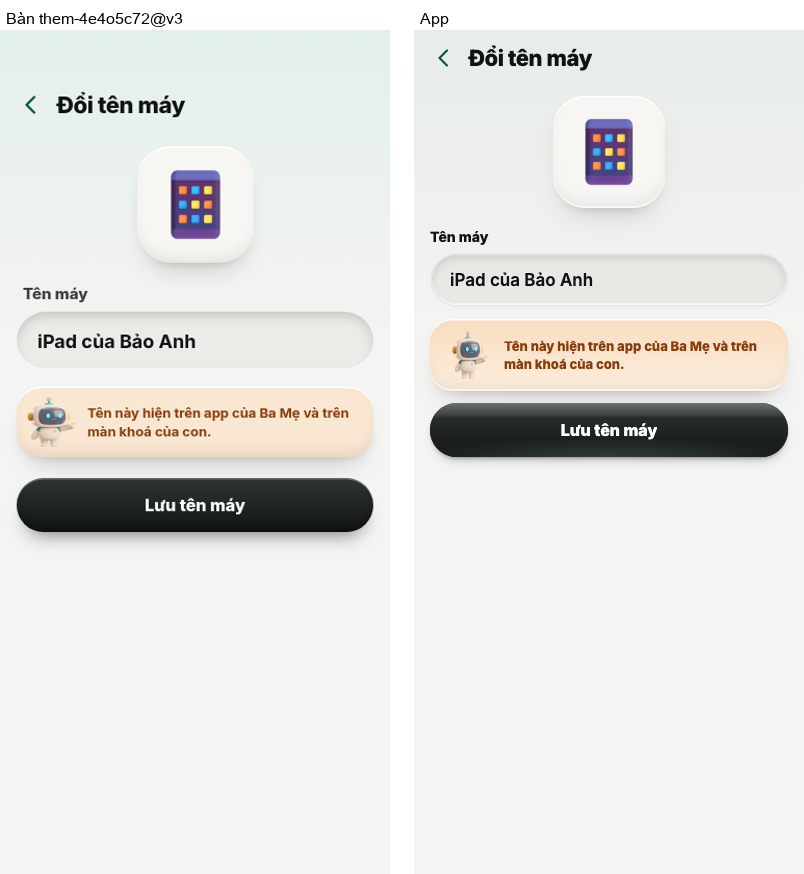 Bản them-4e4o5c72@v3
Đổi tên máy
Tên máy
iPad của Bảo Anh
Tên này hiện trên app của Ba Mẹ và trên
màn khoá của con.
Lưu tên máy
App
Đổi tên máy
Tên máy
iPad của Bảo Anh
Tên này hiện trên app của Ba Mẹ và trên
màn khoá của con.
Lưu tên máy